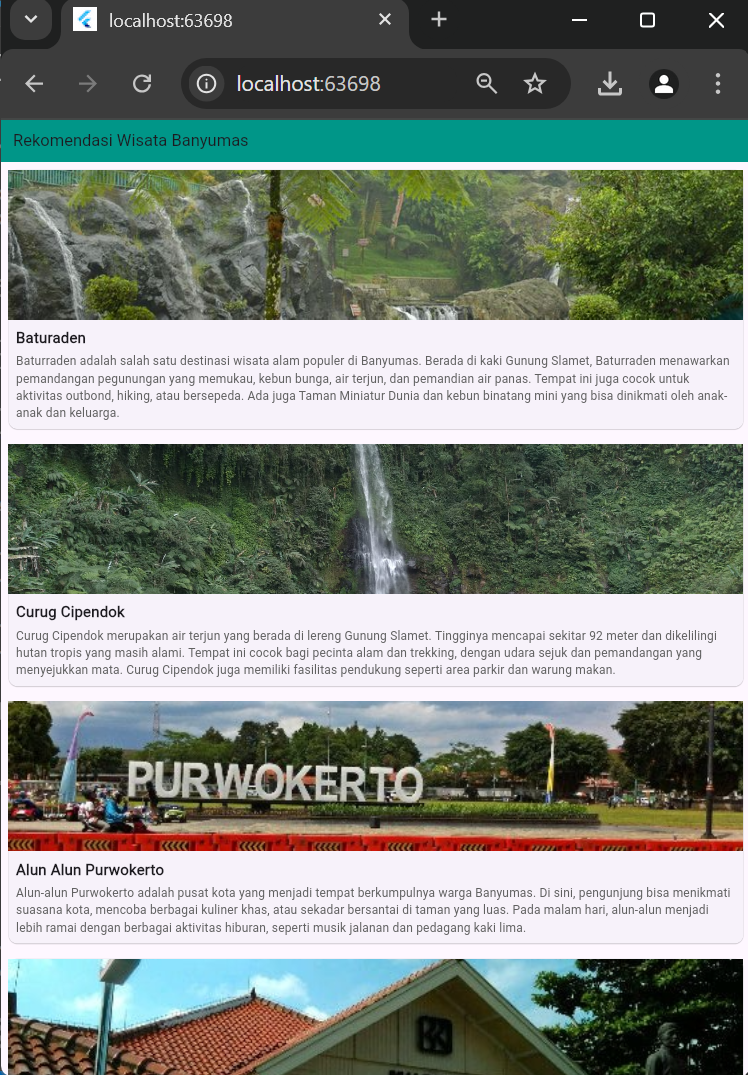 localhost:63698
localhost:63698
Rekomendasi Wisata Banyumas
Baturaden
Baturraden adalah salah satu destinasi wisata alam populer di Banyumas. Berada di kaki Gunung Slamet, Baturraden menawarkan
pemandangan pegunungan yang memukau, kebun bunga, air terjun, dan pemandian air panas. Tempat ini juga cocok untuk
aktivitas outbond, hiking, atau bersepeda. Ada juga Taman Miniatur Dunia dan kebun binatang mini yang bisa dinikmati oleh anak-
anak dan keluarga.
Curug Cipendok
Curug Cipendok merupakan air terjun yang berada di lereng Gunung Slamet. Tingginya mencapai sekitar 92 meter dan dikelilingi
hutan tropis yang masih alami. Tempat ini cocok bagi pecinta alam dan trekking, dengan udara sejuk dan pemandangan yang
menyejukkan mata. Curug Cipendok juga memiliki fasilitas pendukung seperti area parkir dan warung makan.
PURWOKERTO
Alun Alun Purwokerto
Alun-alun Purwokerto adalah pusat kota yang menjadi tempat berkumpulnya warga Banyumas. Di sini, pengunjung bisa menikmati
suasana kota, mencoba berbagai kuliner khas, atau sekadar bersantai di taman yang luas. Pada malam hari, alun-alun menjadi
lebih ramai dengan berbagai aktivitas hiburan, seperti musik jalanan dan pedagang kaki lima.